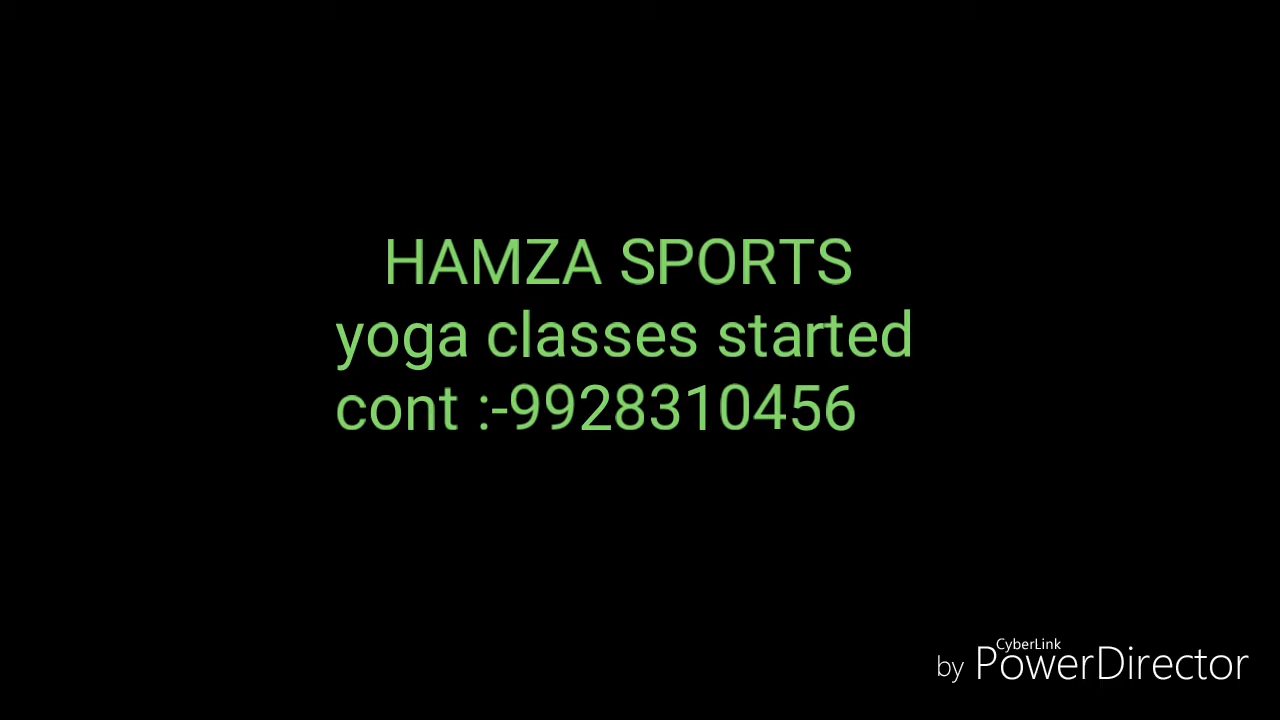 HAMZA SPORTS
yoga classes started
cont :-9928310456
CyberLink
by PowerDirector